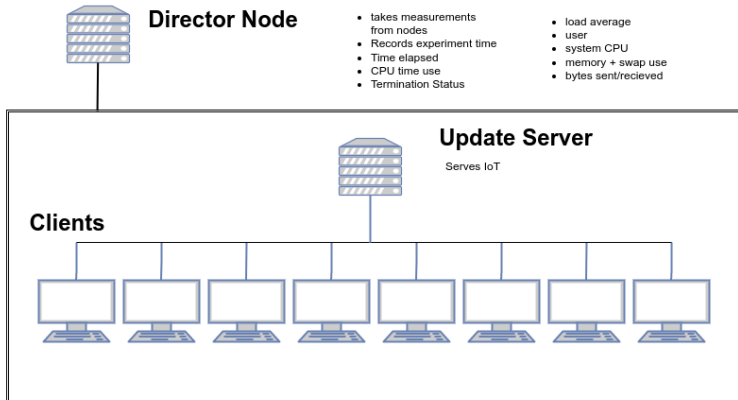 Director Node
takes measurements
from nodes
Records experiment time
Time elapsed
CPU time use
Termination Status
load average
user
system CPU
memory + swap use
bytes sent/recieved
Update Server
Serves IoT
Clients